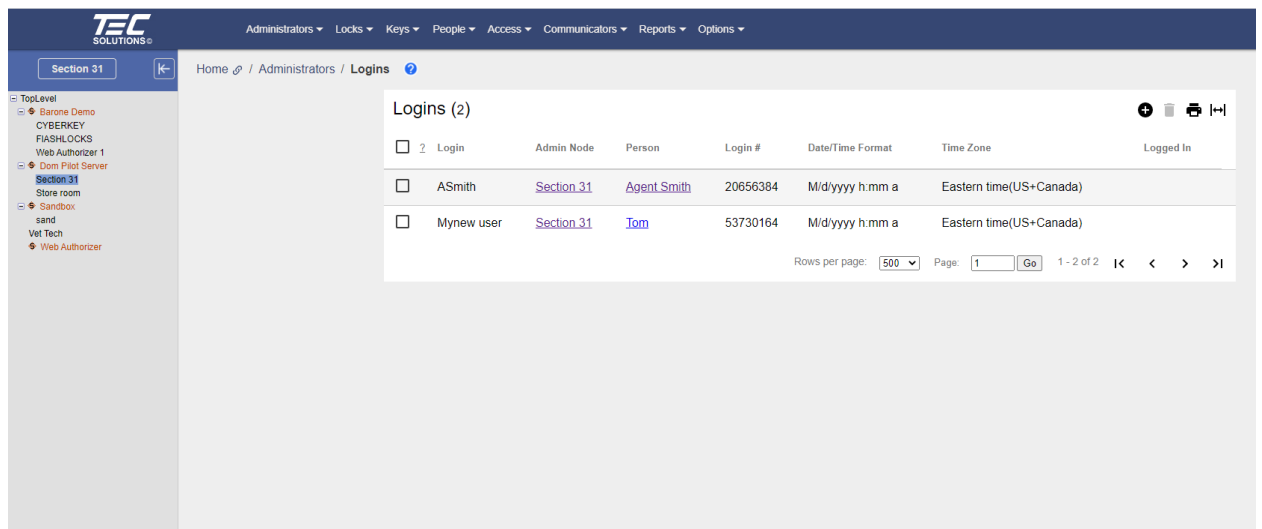 TEC
SOLUTIONS©
Administrators Locks Keys People Access Communicators Reports Options
Section 31
Home / Administrators / Logins ?
TopLevel
Barone Demo
CYBERKEY
FIASHLOCKS
Web Authorizer 1
Dom Pilot Server
Section 31
Store room
Sandbox
sand
Vet Tech
Web Authorizer
Logins (2)
? Login Admin Node Person Login # Date/Time Format Time Zone Logged In
ASmith Section 31 Agent Smith 20656384 M/d/yyyy h:mm a Eastern time(US+Canada)
Mynew user Section 31 Tom 53730164 M/d/yyyy h:mm a Eastern time(US+Canada)
Rows per page: 500 Page: 1 Go 1 - 2 of 2